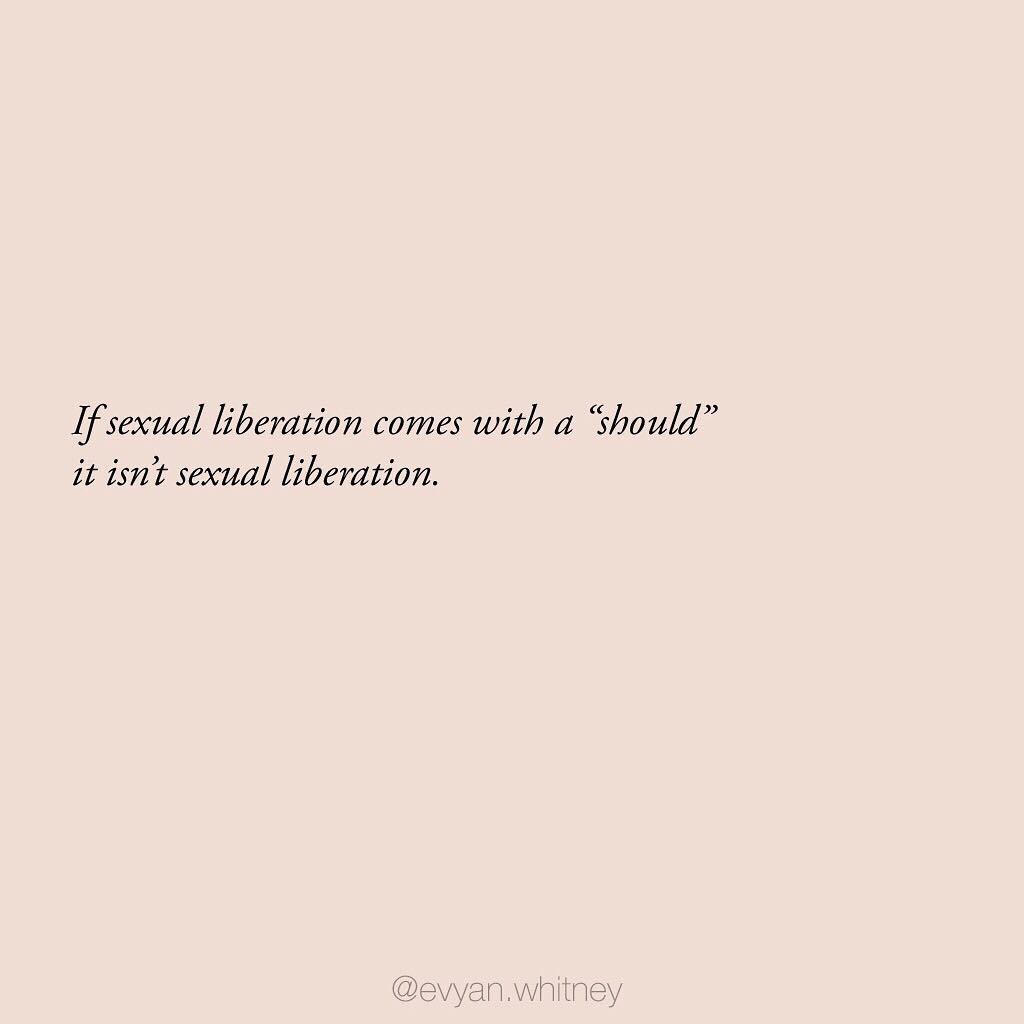 If sexual liberation comes with a “should”
it isn’t sexual liberation.
@evyan.whitney